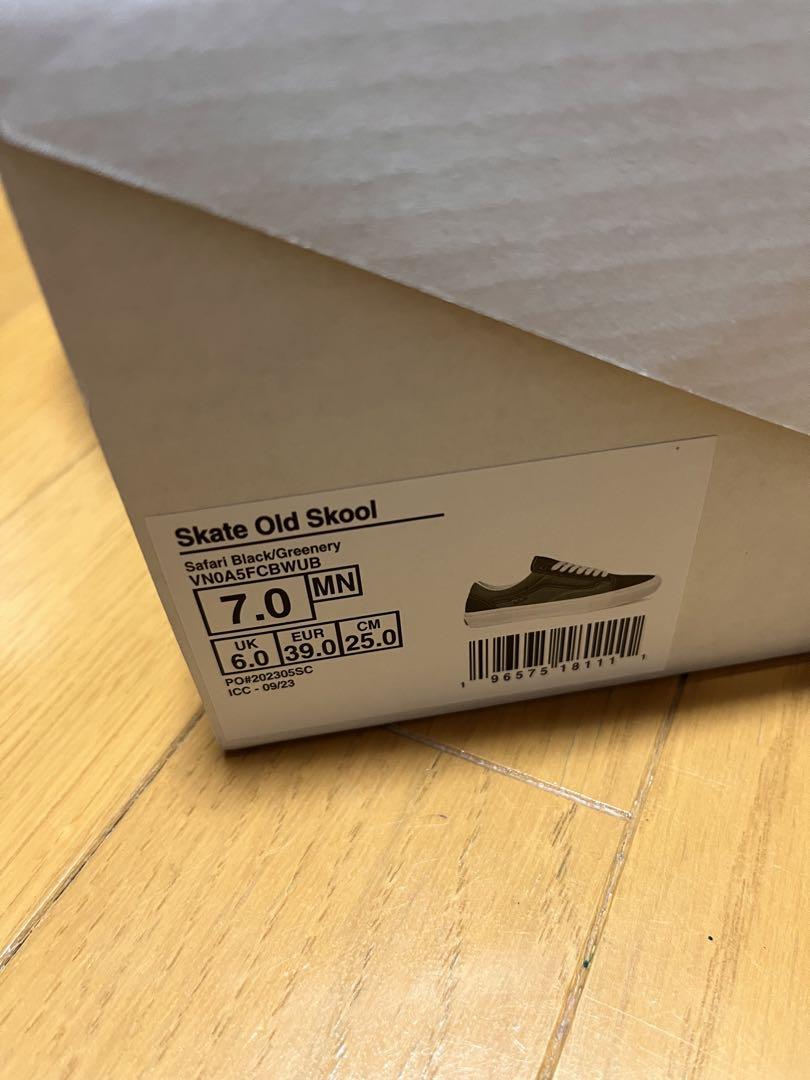 Skate Old Skool
Safari Black/Greenery
VN0A5FCBWUB
7.0 MN
UK EUR CM
6.0 39.0 25.0
PO#202305SC
ICC - 09/23
1 96575 18111 1